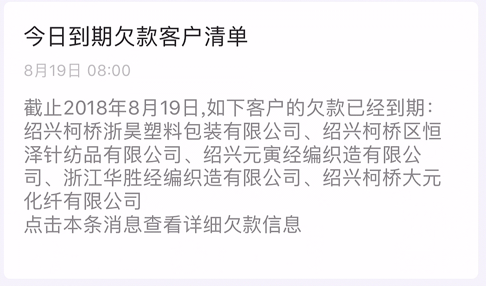 今日到期欠款客户清单
8月19日 08:00
截止2018年8月19日,如下客户的欠款已经到期：
绍兴柯桥浙昊塑料包装有限公司、绍兴柯桥区恒
泽针纺品有限公司、绍兴元寅经编织造有限公
司、浙江华胜经编织造有限公司、绍兴柯桥大元
化纤有限公司
点击本条消息查看详细欠款信息